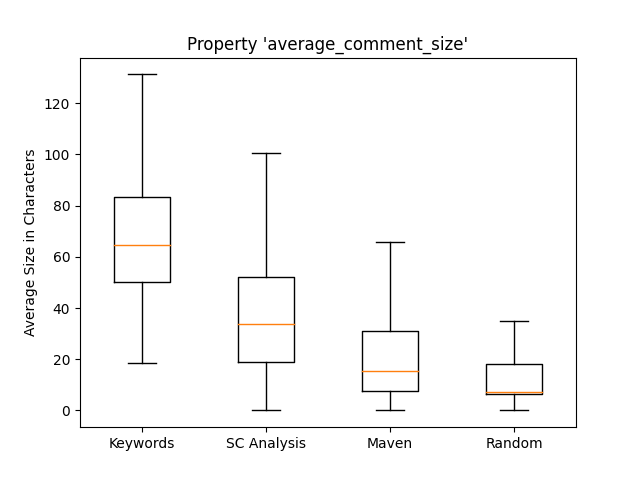 Property 'average_comment_size'
Average Size in Characters
120
100
80
60
40
20
0
Keywords
SC Analysis
Maven
Random